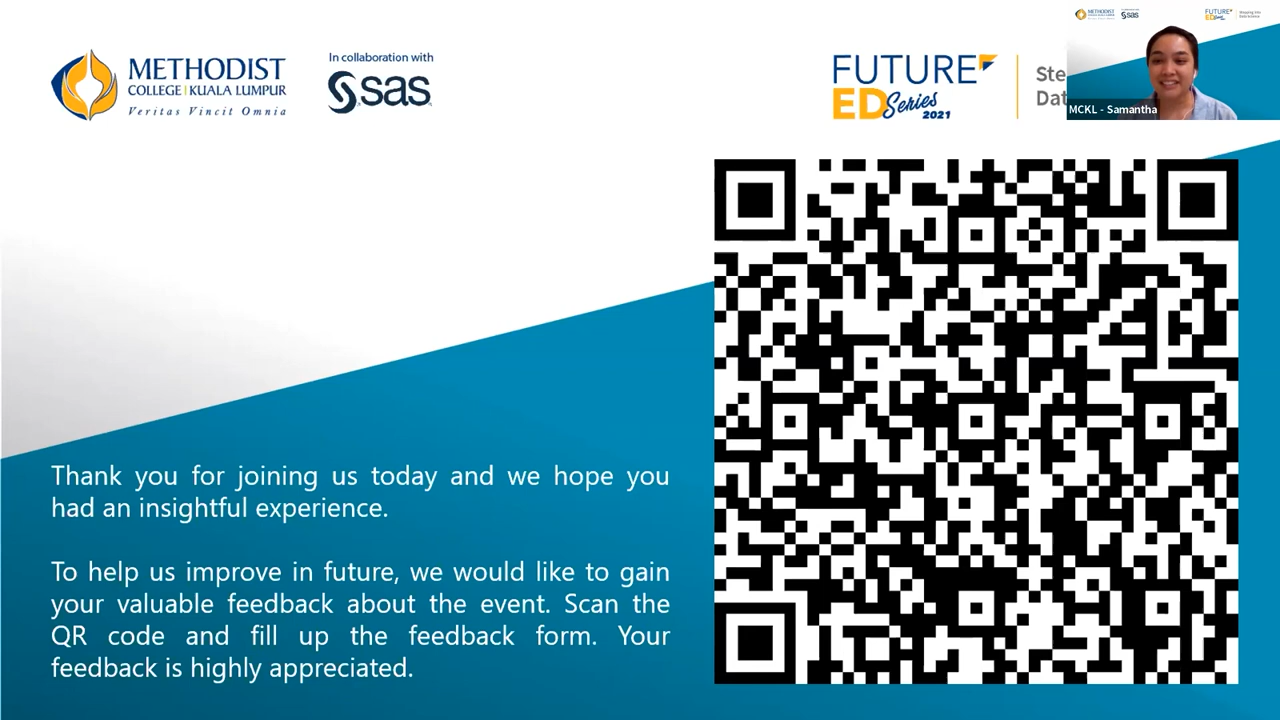 METHODIST
COLLEGE | KUALA LUMPUR
Veritas Vincit Omnia
In collaboration with
sas
FUTURE
ED Series
2021
MCKL - Samantha
Thank you for joining us today and we hope you
had an insightful experience.
To help us improve in future, we would like to gain
your valuable feedback about the event. Scan the
QR code and fill up the feedback form. Your
feedback is highly appreciated.